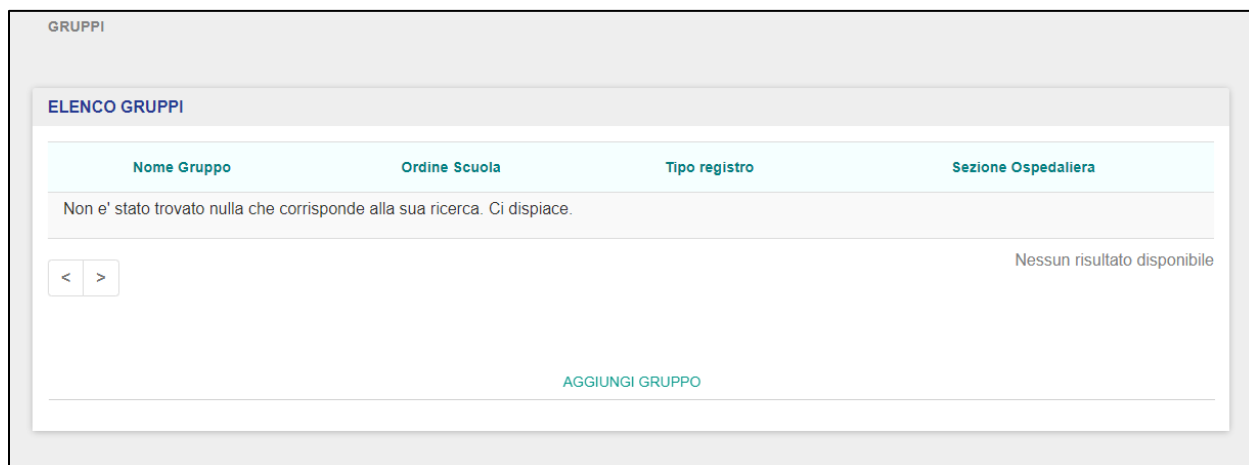 GRUPPI
ELENCO GRUPPI
Nome Gruppo Ordine Scuola Tipo registro Sezione Ospedaliera
Non e' stato trovato nulla che corrisponde alla sua ricerca. Ci dispiace.
Nessun risultato disponibile
< >
AGGIUNGI GRUPPO